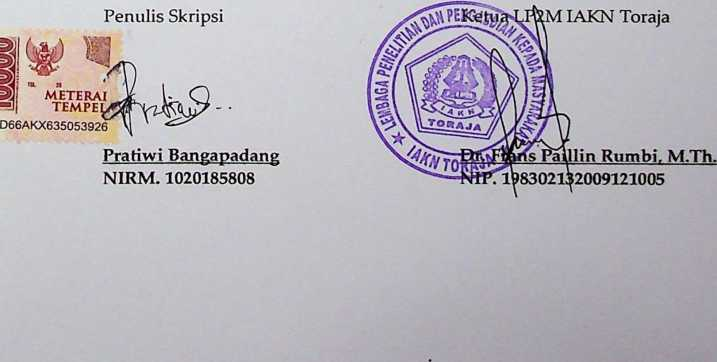 Penulis Skripsi
Ketua LP2M IAKN Toraja
10000
METERAI
TEMPEL
D66AKX635053926
LEMBAGA PENELITIAN DAN PENGABDIAN KEPADA MASYARAKAT
IAKN
TORAJA
IAKN TORAJA
Pratiwi Bangapadang
NIRM. 1020185808
Dr. Frans Paillin Rumbi, M.Th.
NIP. 198302132009121005